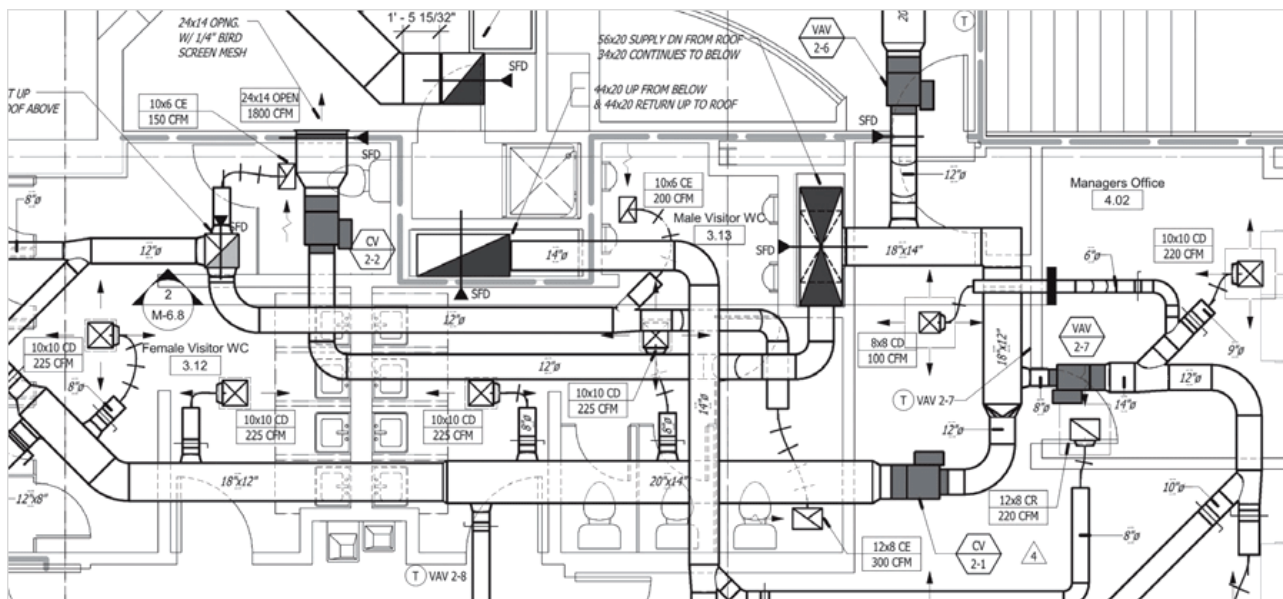 24x14 OPNG.
W/ 1/4" BIRD
SCREEN MESH
1' - 5 15/32"
SFD
56x20 SUPPLY DN FROM ROOF
34x20 CONTINUES TO BELOW
VAV
2-6
20"
T
T UP
OOF ABOVE
10x6 CE
150 CFM
24x14 OPEN
1800 CFM
44x20 UP FROM BELOW
& 44x20 RETURN UP TO ROOF
SFD
SFD
8"ø
10x6 CE
200 CFM
12"ø
Managers Office
4.02
Male Visitor WC
3.13
SFD
12"ø
CV
2-2
14"ø
SFD
18"x14"
10x10 CD
220 CFM
6"ø
SFD
2
M-6.8
12"ø
8x8 CD
100 CFM
18"x12"
VAV
2-7
9"ø
10x10 CD
225 CFM
Female Visitor WC
3.12
8"ø
12"ø
10x10 CD
225 CFM
T VAV 2-7
8"ø
14"ø
12"ø
10x10 CD
225 CFM
10x10 CD
225 CFM
8"ø
8"ø
14"ø
12"ø
18"x12"
20"x14"
12"x8"
12x8 CR
220 CFM
10"ø
8"ø
T VAV 2-8
12x8 CE
300 CFM
CV
2-1
4